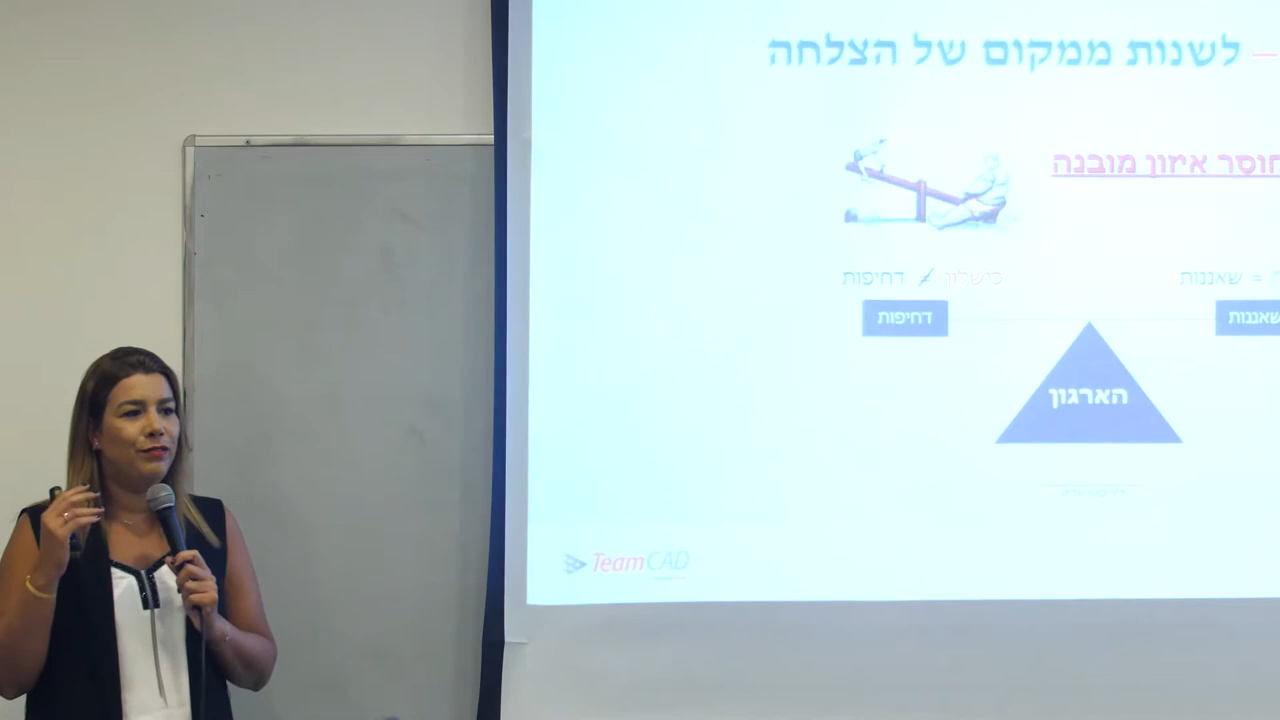 – לשנות ממקום של הצלחה
חוסר איזון מובנה
כישלון ≠ דחיפות
= שאננות
דחיפות
שאננות
הארגון
TeamCAD